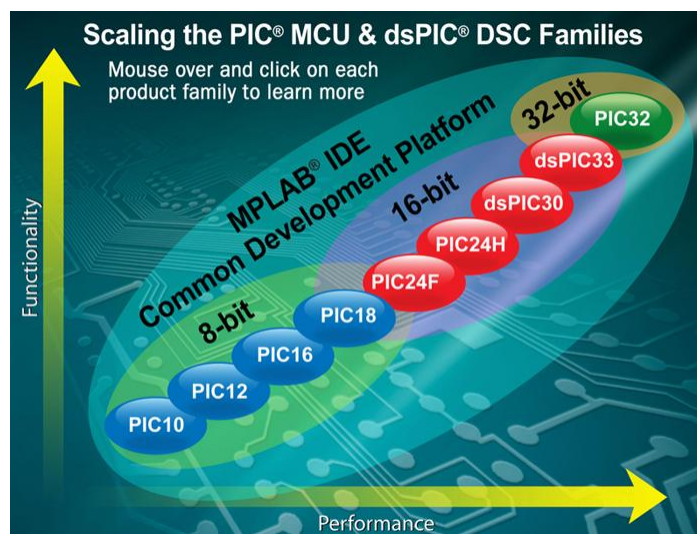 Scaling the PIC® MCU & dsPIC® DSC Families
Mouse over and click on each
product family to learn more
Functionality
MPLAB® IDE
Common Development Platform
32-bit
PIC32
dsPIC33
16-bit
dsPIC30
PIC24H
PIC24F
8-bit
PIC18
PIC16
PIC12
PIC10
Performance